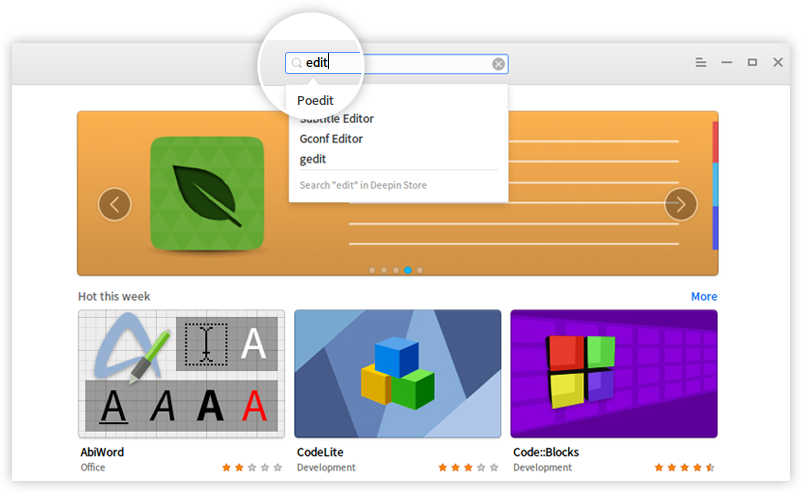 edit
Poedit
Subtitle Editor
Gconf Editor
gedit
Search "edit" in Deepin Store
Hot this week
More
A
A A A A
AbiWord
CodeLite
Code::Blocks
Office
Development
Development